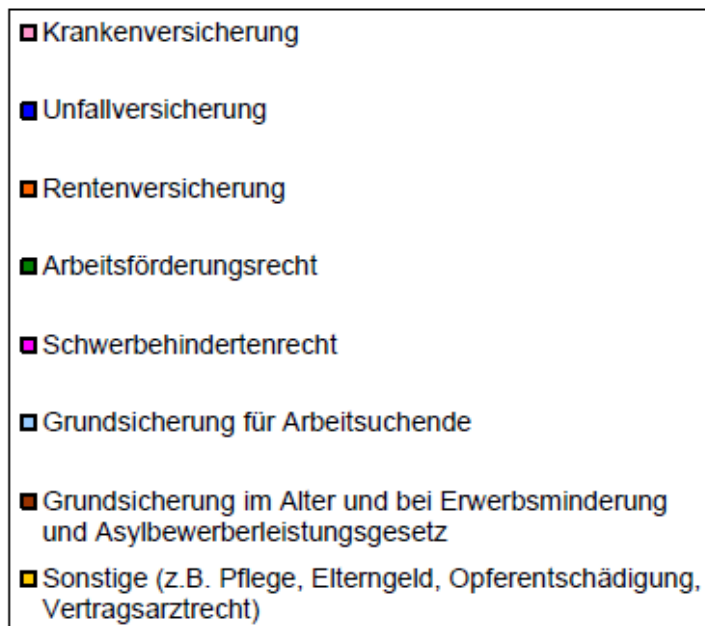 Krankenversicherung
Unfallversicherung
Rentenversicherung
Arbeitsförderungsrecht
Schwerbehindertenrecht
Grundsicherung für Arbeitsuchende
Grundsicherung im Alter und bei Erwerbsminderung
und Asylbewerberleistungsgesetz
Sonstige (z.B. Pflege, Elterngeld, Opferentschädigung,
Vertragsarztrecht)